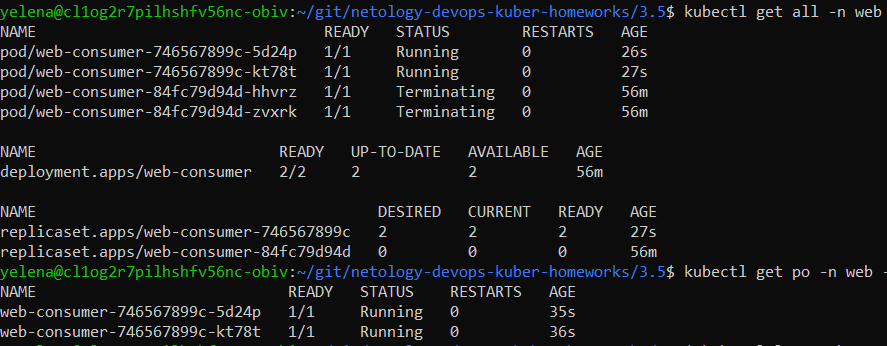 yelena@cl1og2r7pilhshfv56nc-obiv:~/git/netology-devops-kuber-homeworks/3.5$ kubectl get all -n web
NAME READY STATUS RESTARTS AGE
pod/web-consumer-746567899c-5d24p 1/1 Running 0 26s
pod/web-consumer-746567899c-kt78t 1/1 Running 0 27s
pod/web-consumer-84fc79d94d-hhvrz 1/1 Terminating 0 56m
pod/web-consumer-84fc79d94d-zvxrk 1/1 Terminating 0 56m
NAME READY UP-TO-DATE AVAILABLE AGE
deployment.apps/web-consumer 2/2 2 2 56m
NAME DESIRED CURRENT READY AGE
replicaset.apps/web-consumer-746567899c 2 2 2 27s
replicaset.apps/web-consumer-84fc79d94d 0 0 0 56m
yelena@cl1og2r7pilhshfv56nc-obiv:~/git/netology-devops-kuber-homeworks/3.5$ kubectl get po -n web -
NAME READY STATUS RESTARTS AGE
web-consumer-746567899c-5d24p 1/1 Running 0 35s
web-consumer-746567899c-kt78t 1/1 Running 0 36s